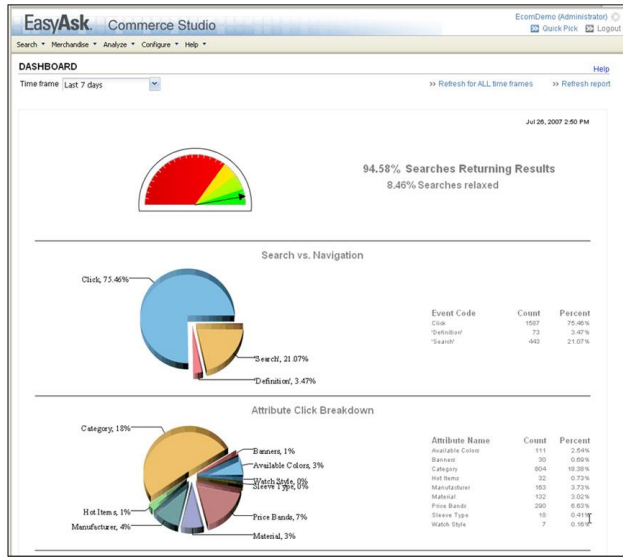 EasyAsk. Commerce Studio
EcomDemo (Administrator)
Quick Pick Logout
Search Merchandise Analyze Configure Help
DASHBOARD
Help
Time frame Last 7 days
>> Refresh for ALL time frames >> Refresh report
Jul 26, 2007 2:50 PM
94.58% Searches Returning Results
8.46% Searches relaxed
Search vs. Navigation
Click, 75.46%
'Search', 21.07%
'Definition', 3.47%
Event Code Count Percent
Click 1587 75.46%
'Definition' 73 3.47%
'Search' 443 21.07%
Attribute Click Breakdown
Category, 18%
Banners, 1%
Available Colors, 3%
Watch Style, 0%
Sleeve Type, 0%
Price Bands, 7%
Material, 3%
Manufacturer, 4%
Hot Items, 1%
Attribute Name Count Percent
Available Colors 111 2.54%
Banners 30 0.69%
Category 804 18.38%
Hot Items 32 0.73%
Manufacturer 163 3.73%
Material 132 3.02%
Price Bands 290 6.63%
Sleeve Type 18 0.41%
Watch Style 7 0.16%